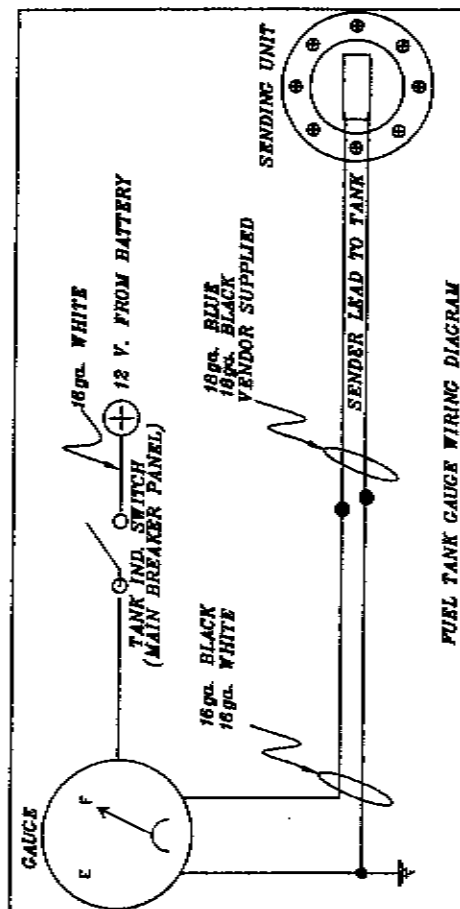 GAUGE
E F
16ga. WHITE
12 V. FROM BATTERY
TANK IND. SWITCH
(MAIN BREAKER PANEL)
SENDING UNIT
16ga. BLACK
16ga. WHITE
18ga. BLUE
18ga. BLACK
VENDOR SUPPLIED
SENDER LEAD TO TANK
FUEL TANK GAUGE WIRING DIAGRAM